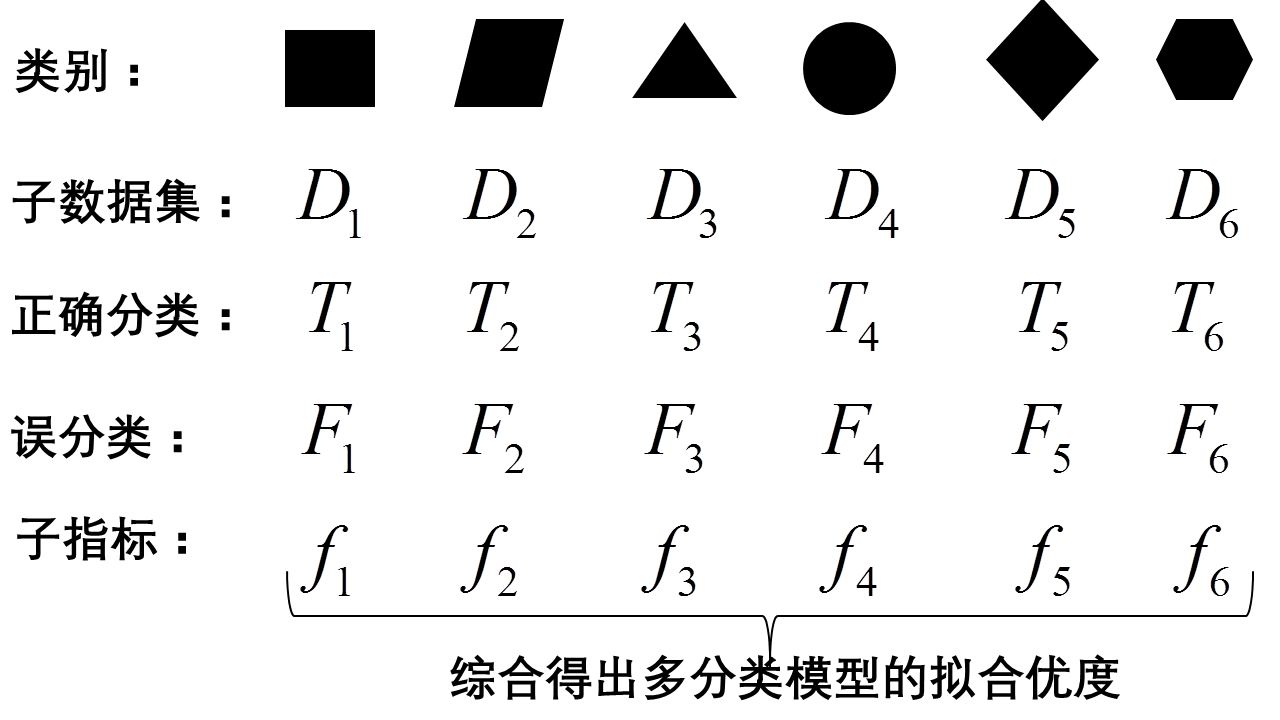 类别：
子数据集： D₁ D₂ D₃ D₄ D₅ D₆
正确分类： T₁ T₂ T₃ T₄ T₅ T₆
误分类： F₁ F₂ F₃ F₄ F₅ F₆
子指标： f₁ f₂ f₃ f₄ f₅ f₆
综合得出多分类模型的拟合优度